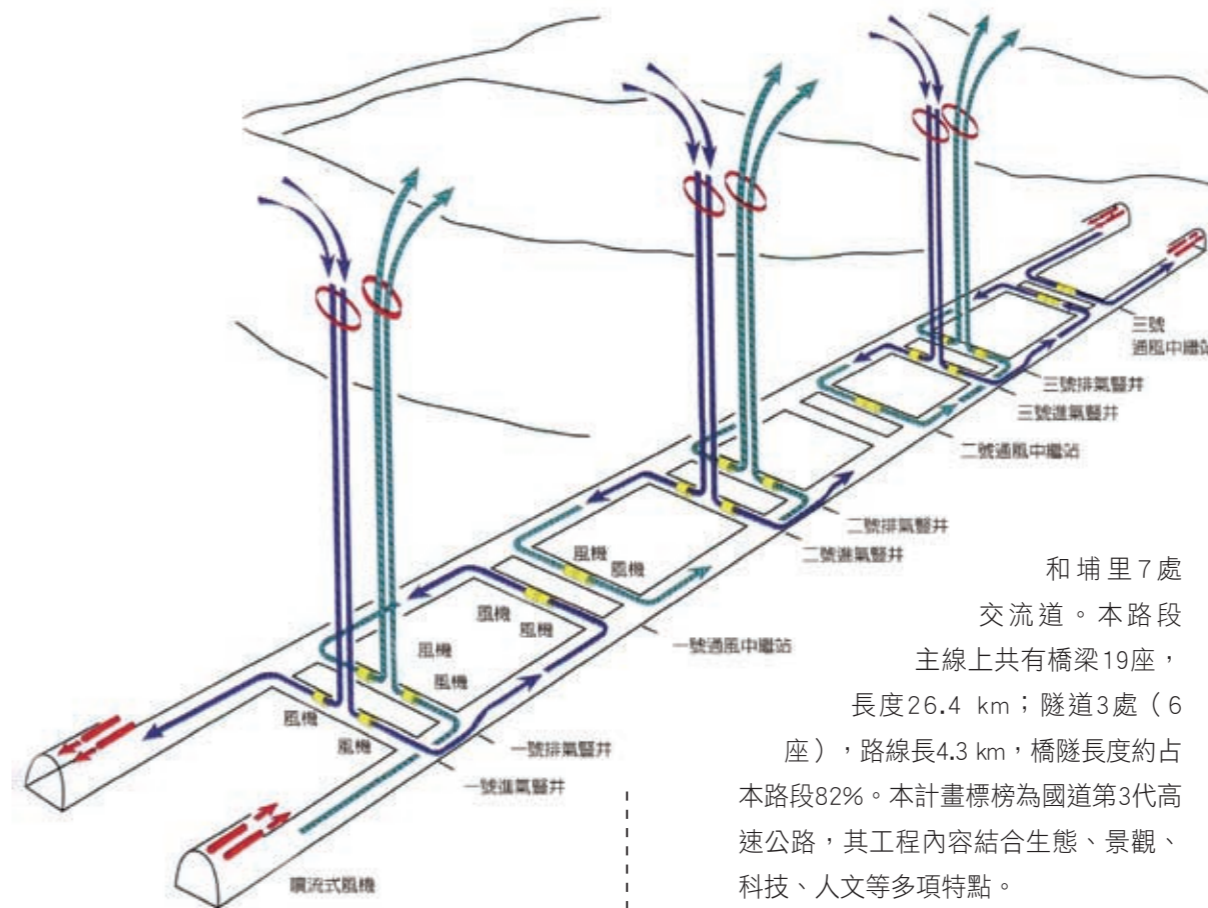 三號
通風中繼站
三號排氣豎井
三號進氣豎井
二號通風中繼站
二號排氣豎井
二號進氣豎井
風機
風機
一號通風中繼站
風機
風機
風機
風機
風機
風機
一號排氣豎井
一號進氣豎井
噴流式風機
和埔里7處
交流道。本路段
主線上共有橋梁19座，
長度26.4 km；隧道3處（6
座），路線長4.3 km，橋隧長度約占
本路段82%。本計畫標榜為國道第3代高
速公路，其工程內容結合生態、景觀、
科技、人文等多項特點。